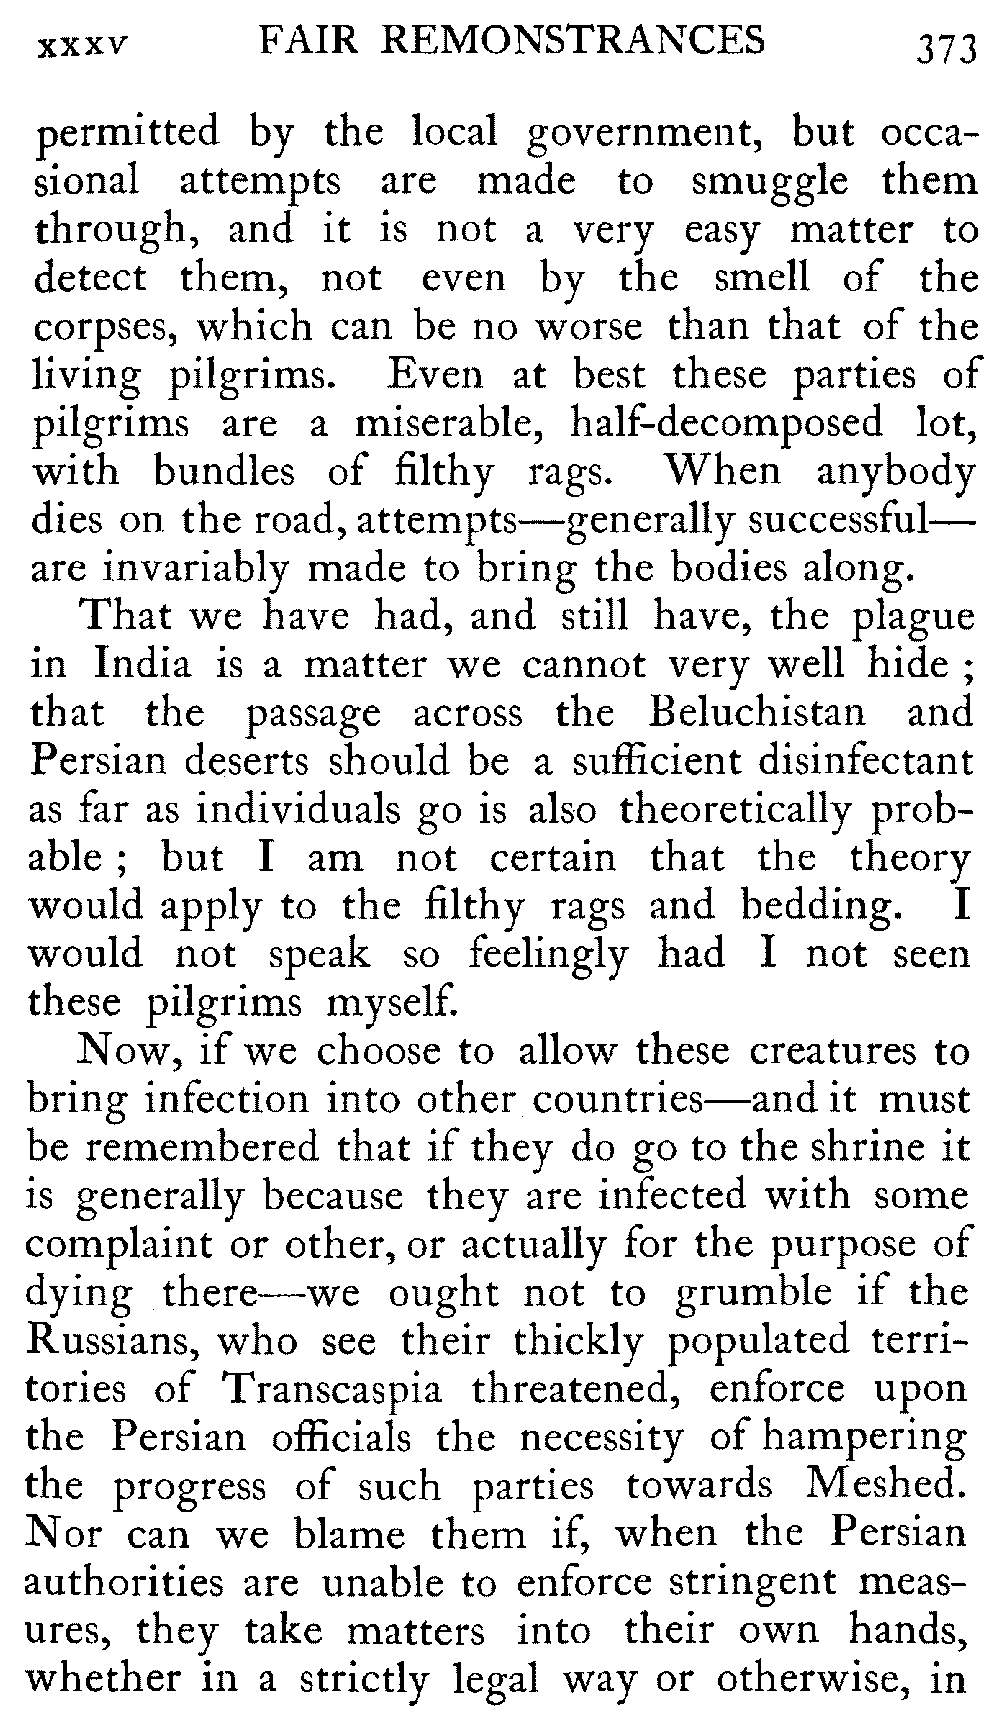 xxxv FAIR REMONSTRANCES 373
permitted by the local government, but occa-
sional attempts are made to smuggle them
through, and it is not a very easy matter to
detect them, not even by the smell of the
corpses, which can be no worse than that of the
living pilgrims. Even at best these parties of
pilgrims are a miserable, half-decomposed lot,
with bundles of filthy rags. When anybody
dies on the road, attempts—generally successful—
are invariably made to bring the bodies along.
That we have had, and still have, the plague
in India is a matter we cannot very well hide ;
that the passage across the Beluchistan and
Persian deserts should be a sufficient disinfectant
as far as individuals go is also theoretically prob-
able ; but I am not certain that the theory
would apply to the filthy rags and bedding. I
would not speak so feelingly had I not seen
these pilgrims myself.
Now, if we choose to allow these creatures to
bring infection into other countries—and it must
be remembered that if they do go to the shrine it
is generally because they are infected with some
complaint or other, or actually for the purpose of
dying there—we ought not to grumble if the
Russians, who see their thickly populated terri-
tories of Transcaspia threatened, enforce upon
the Persian officials the necessity of hampering
the progress of such parties towards Meshed.
Nor can we blame them if, when the Persian
authorities are unable to enforce stringent meas-
ures, they take matters into their own hands,
whether in a strictly legal way or otherwise, in